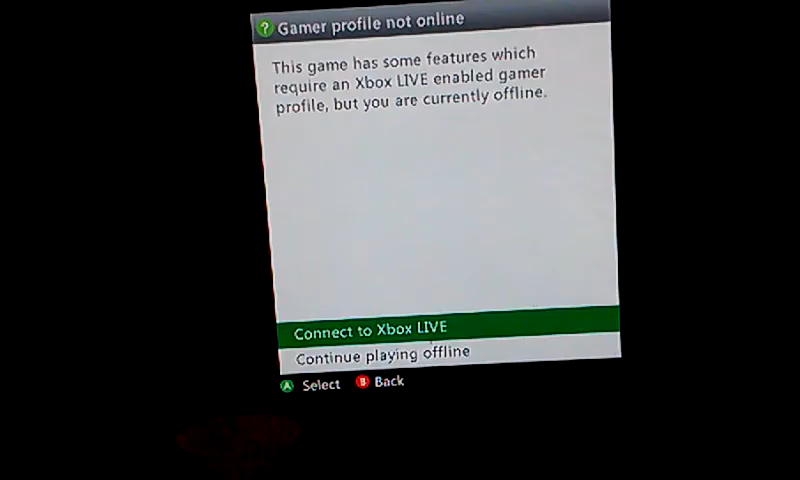 Gamer profile not online
This game has some features which
require an Xbox LIVE enabled gamer
profile, but you are currently offline.
Connect to Xbox LIVE
Continue playing offline
A Select B Back